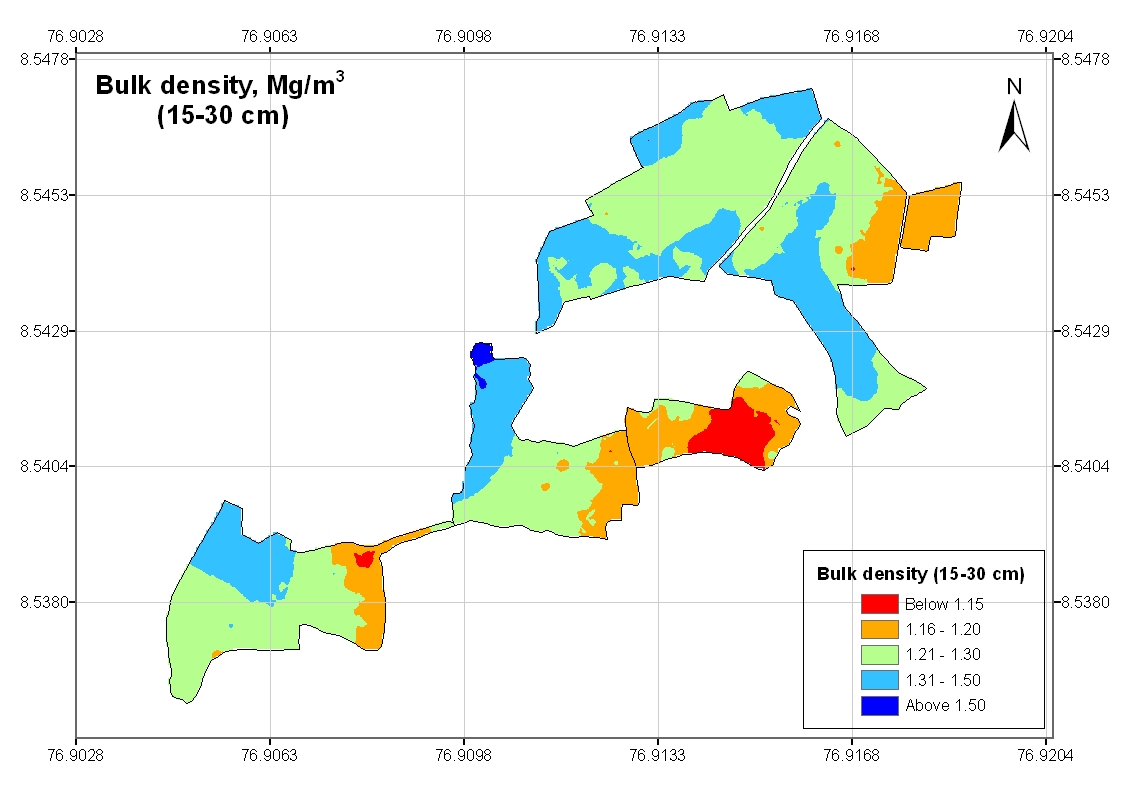 76.9028 76.9063 76.9098 76.9133 76.9168 76.9204
8.5478 8.5478
Bulk density, Mg/m³
(15-30 cm)
N
8.5453 8.5453
8.5429 8.5429
8.5404 8.5404
Bulk density (15-30 cm)
8.5380 8.5380
Below 1.15
1.16 - 1.20
1.21 - 1.30
1.31 - 1.50
Above 1.50
76.9028 76.9063 76.9098 76.9133 76.9168 76.9204